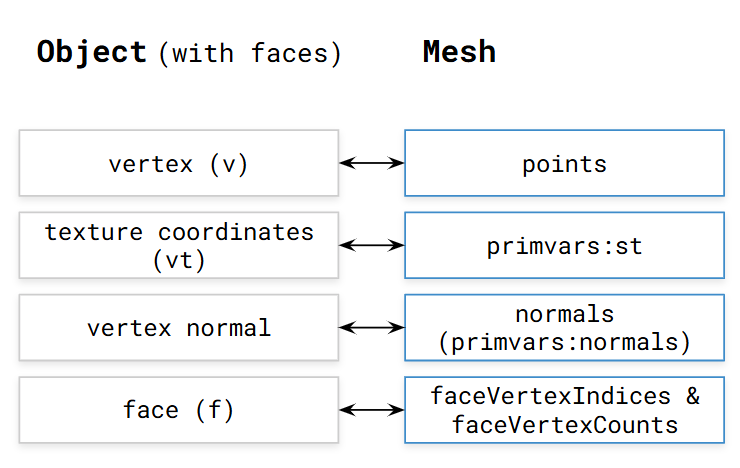 Object (with faces) Mesh
vertex (v) points
texture coordinates
(vt)
primvars:st
vertex normal
normals
(primvars:normals)
face (f)
faceVertexIndices &
faceVertexCounts